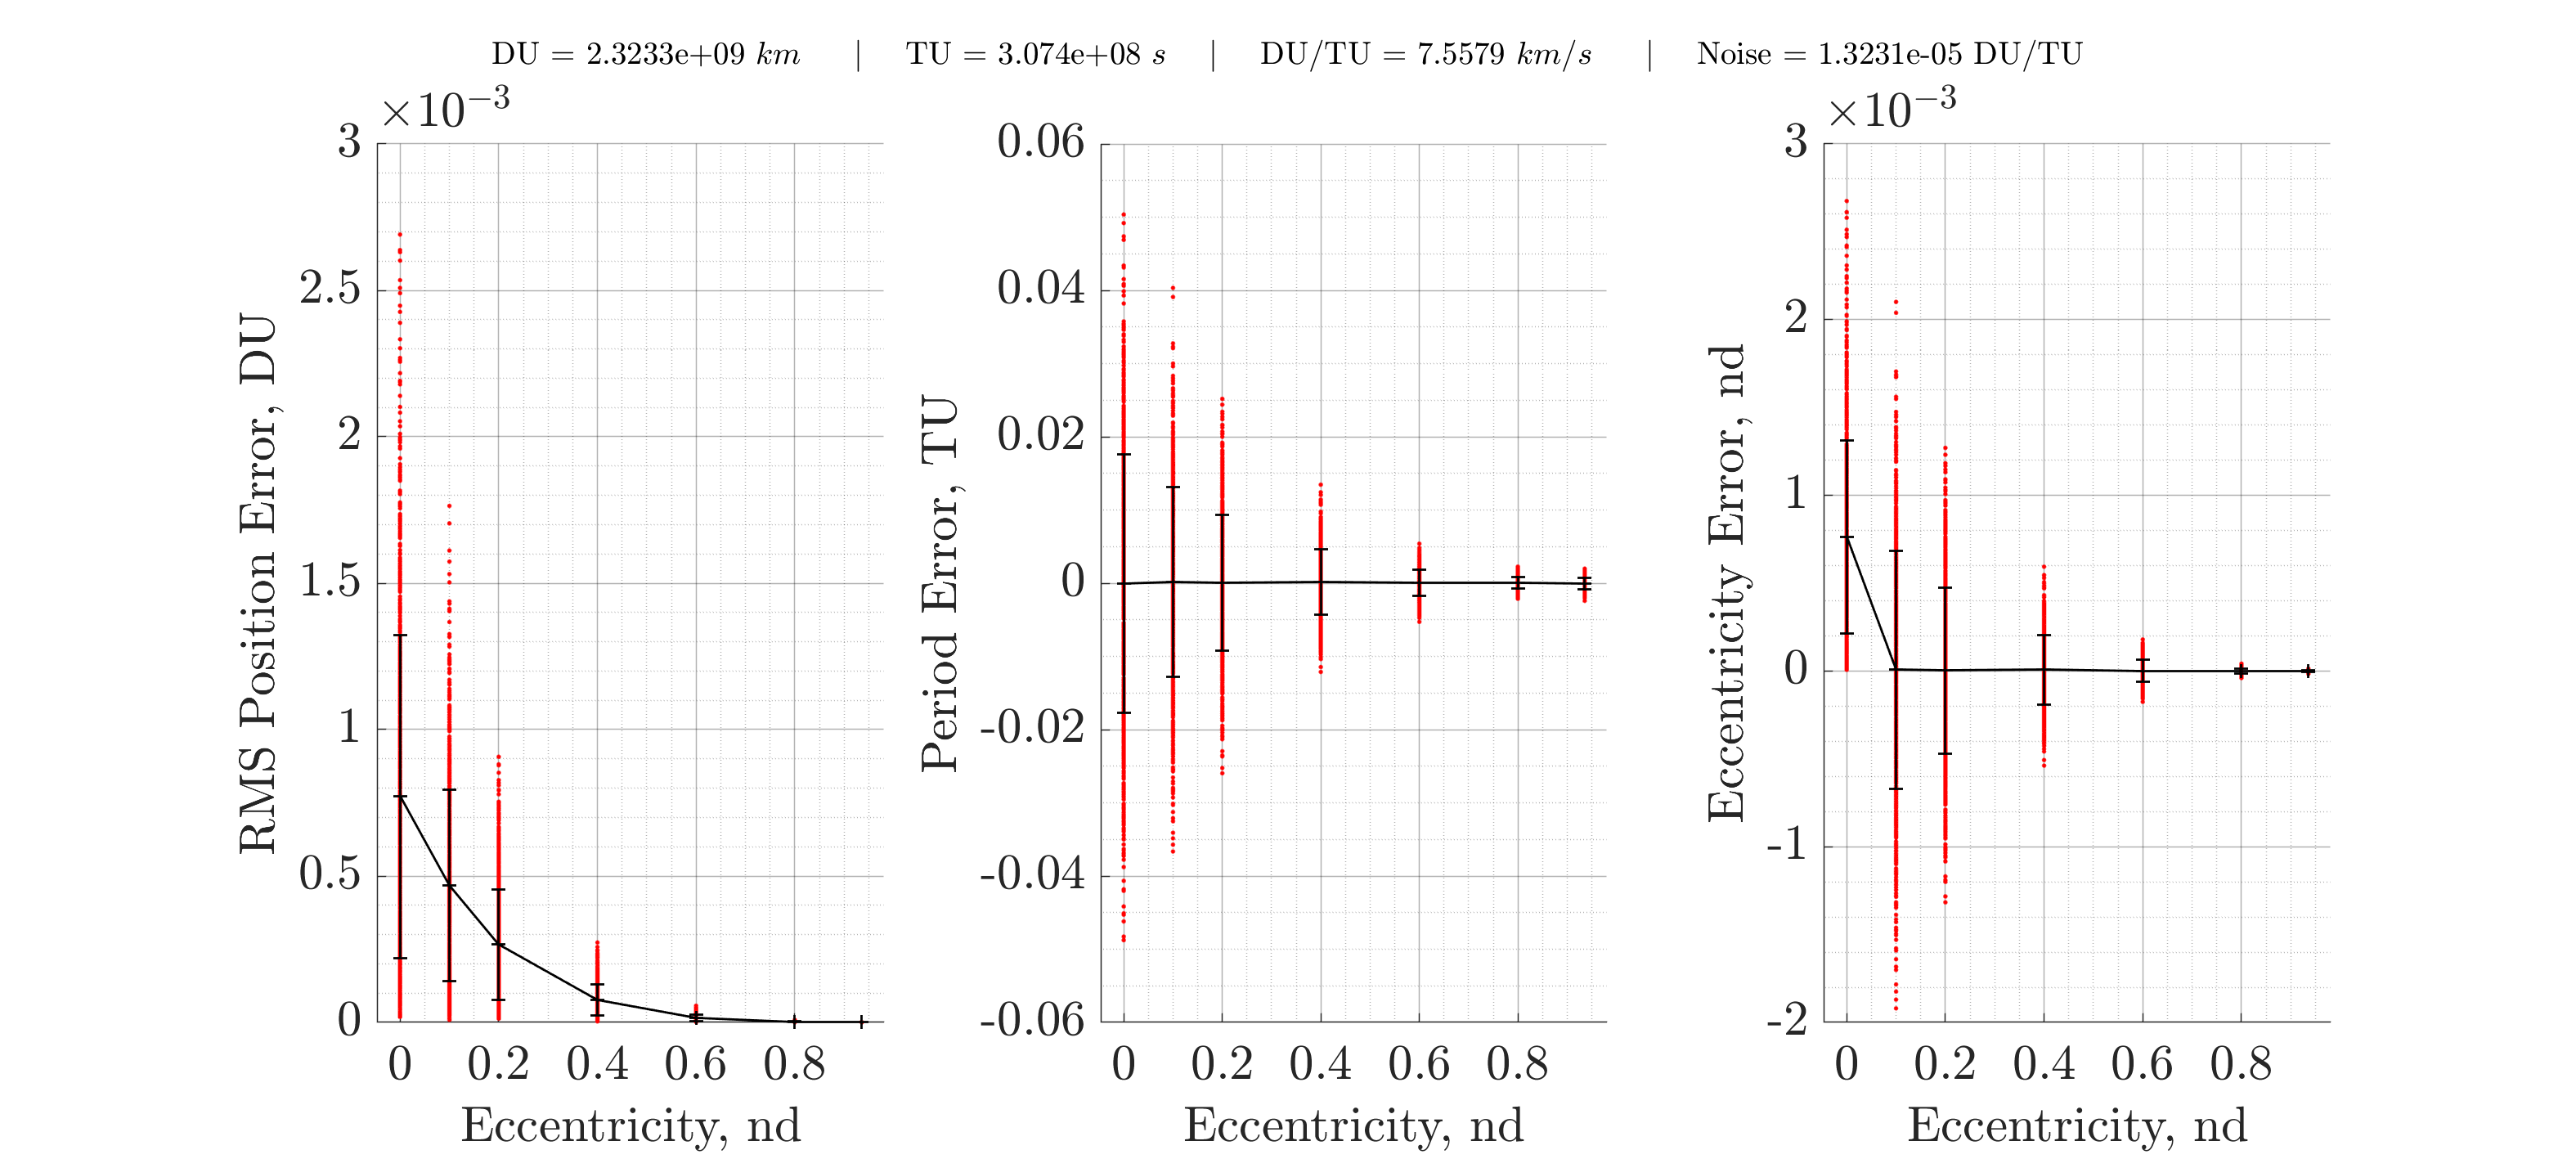 DU = 2.3233e+09 km | TU = 3.074e+08 s | DU/TU = 7.5579 km/s | Noise = 1.3231e-05 DU/TU
×10⁻³
3
2.5
2
1.5
1
0.5
0
RMS Position Error, DU
0 0.2 0.4 0.6 0.8
Eccentricity, nd
0.06
0.04
0.02
0
-0.02
-0.04
-0.06
Period Error, TU
0 0.2 0.4 0.6 0.8
Eccentricity, nd
×10⁻³
3
2
1
0
-1
-2
Eccentricity Error, nd
0 0.2 0.4 0.6 0.8
Eccentricity, nd